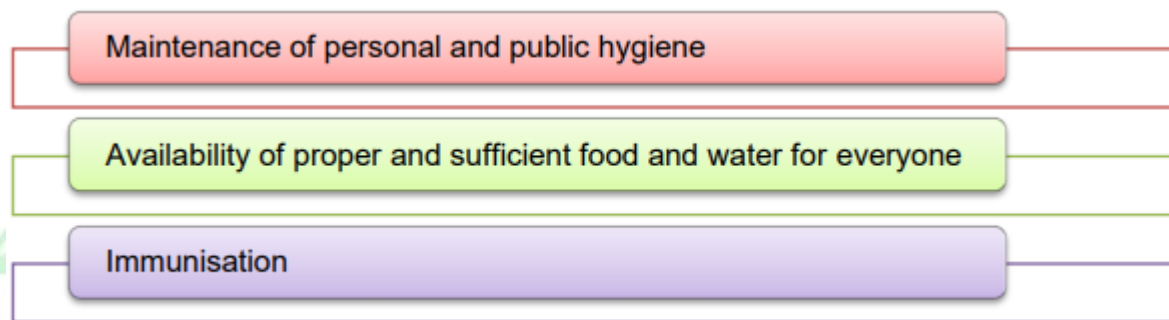 Maintenance of personal and public hygiene
Availability of proper and sufficient food and water for everyone
Immunisation